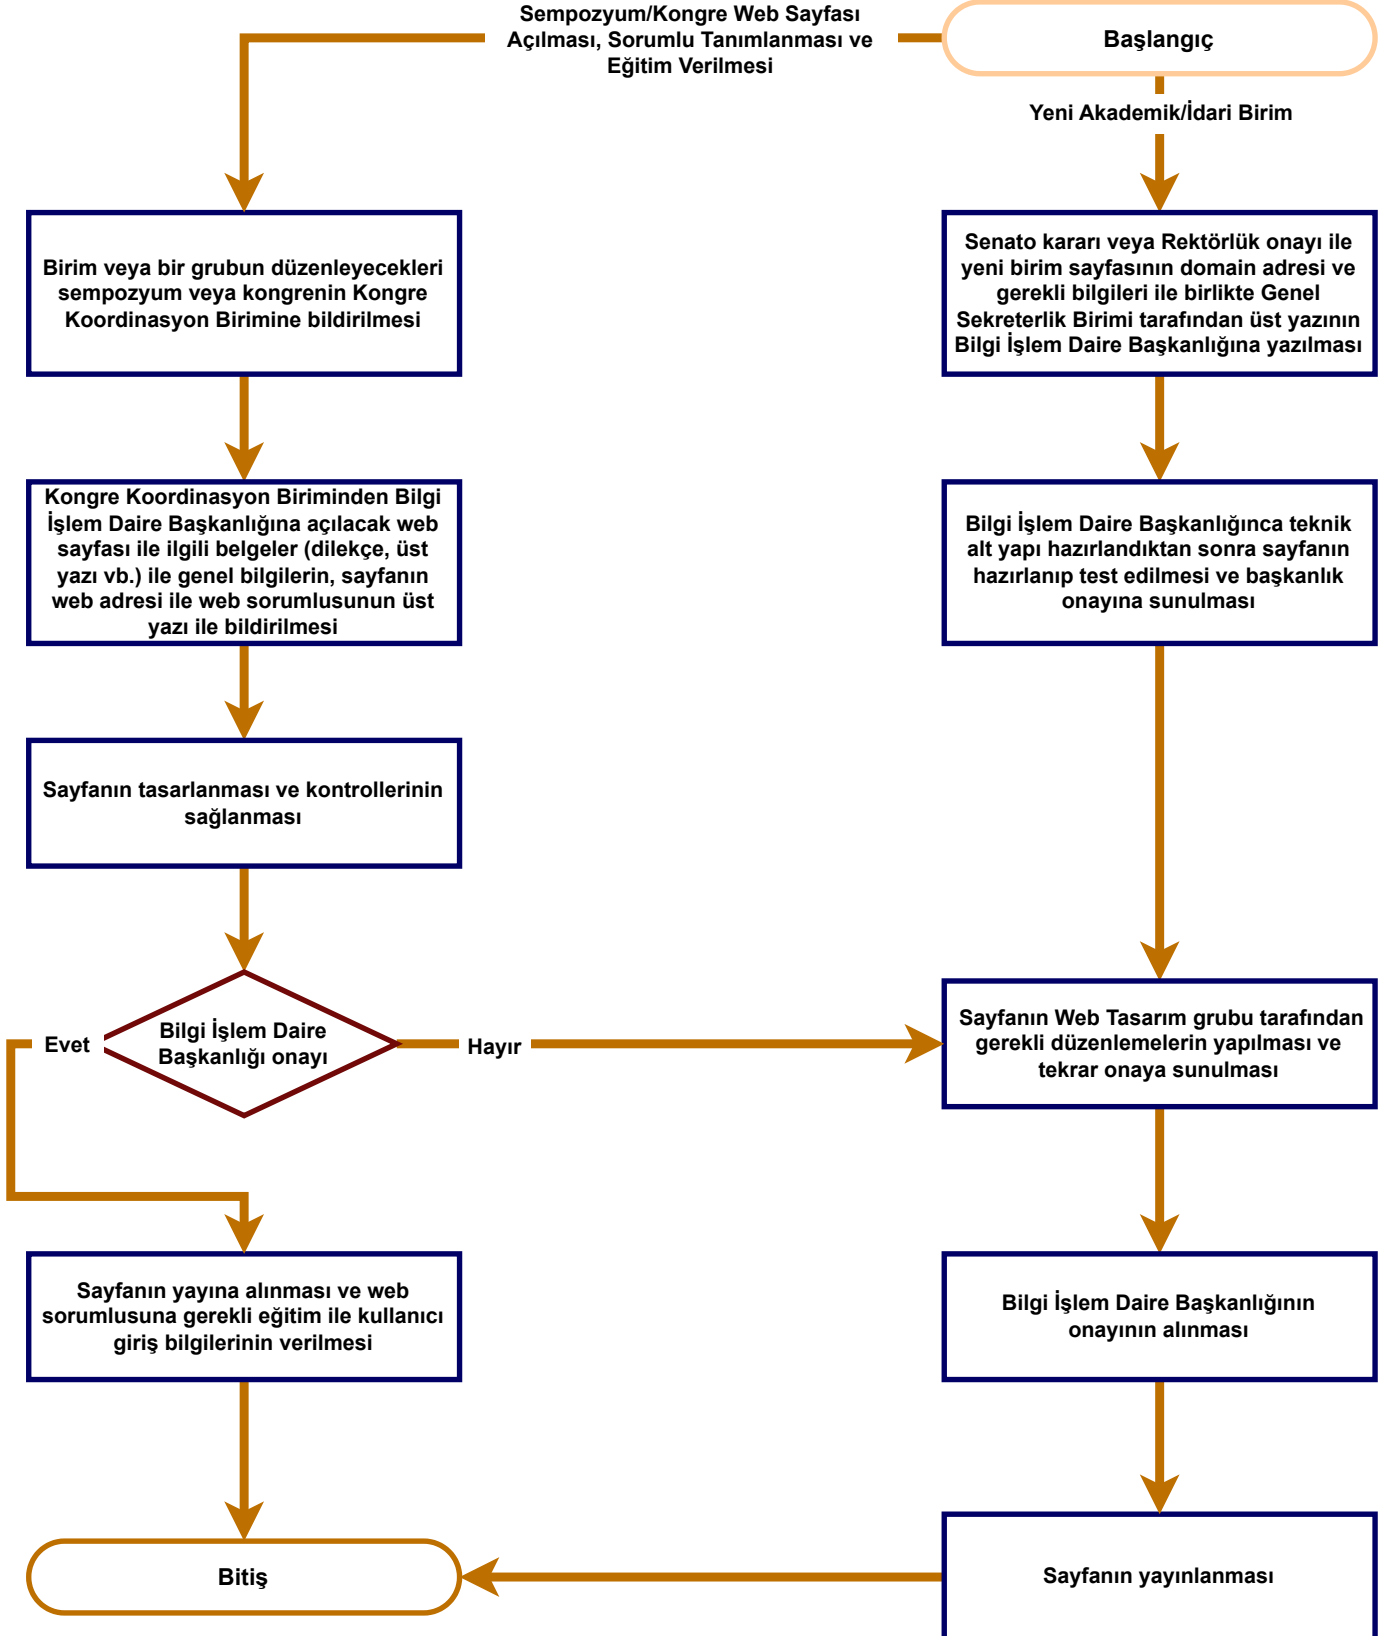 Sempozyum/Kongre Web Sayfası
Açılması, Sorumlu Tanımlanması ve
Eğitim Verilmesi
Başlangıç
Yeni Akademik/İdari Birim
Birim veya bir grubun düzenleyecekleri
sempozyum veya kongrenin Kongre
Koordinasyon Birimine bildirilmesi
Senato kararı veya Rektörlük onayı ile
yeni birim sayfasının domain adresi ve
gerekli bilgileri ile birlikte Genel
Sekreterlik Birimi tarafından üst yazının
Bilgi İşlem Daire Başkanlığına yazılması
Kongre Koordinasyon Biriminden Bilgi
İşlem Daire Başkanlığına açılacak web
sayfası ile ilgili belgeler (dilekçe, üst
yazı vb.) ile genel bilgilerin, sayfanın
web adresi ile web sorumlusunun üst
yazı ile bildirilmesi
Bilgi İşlem Daire Başkanlığınca teknik
alt yapı hazırlandıktan sonra sayfanın
hazırlanıp test edilmesi ve başkanlık
onayına sunulması
Sayfanın tasarlanması ve kontrollerinin
sağlanması
Evet
Bilgi İşlem Daire
Başkanlığı onayı
Hayır
Sayfanın Web Tasarım grubu tarafından
gerekli düzenlemelerin yapılması ve
tekrar onaya sunulması
Sayfanın yayına alınması ve web
sorumlusuna gerekli eğitim ile kullanıcı
giriş bilgilerinin verilmesi
Bilgi İşlem Daire Başkanlığının
onayının alınması
Bitiş
Sayfanın yayınlanması